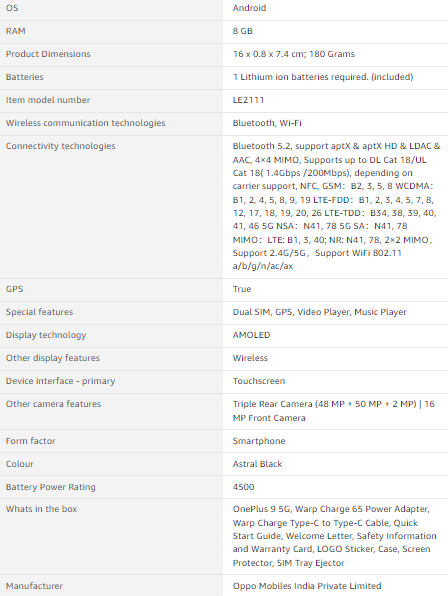 OS Android
RAM 8 GB
Product Dimensions 16 x 0.8 x 7.4 cm; 180 Grams
Batteries 1 Lithium ion batteries required. (included)
Item model number LE2111
Wireless communication technologies Bluetooth, Wi-Fi
Connectivity technologies Bluetooth 5.2, support aptX & aptX HD & LDAC &
AAC, 4×4 MIMO, Supports up to DL Cat 18/UL
Cat 18( 1.4Gbps /200Mbps), depending on
carrier support, NFC, GSM：B2, 3, 5, 8 WCDMA：
B1, 2, 4, 5, 8, 9, 19 LTE-FDD：B1, 2, 3, 4, 5, 7, 8,
12, 17, 18, 19, 20, 26 LTE-TDD：B34, 38, 39, 40,
41, 46 5G NSA：N41, 78 5G SA：N41, 78
MIMO：LTE: B1, 3, 40; NR: N41, 78, 2×2 MIMO，
Support 2.4G/5G，Support WiFi 802.11
a/b/g/n/ac/ax
GPS True
Special features Dual SIM, GPS, Video Player, Music Player
Display technology AMOLED
Other display features Wireless
Device interface - primary Touchscreen
Other camera features Triple Rear Camera (48 MP + 50 MP + 2 MP) | 16
MP Front Camera
Form factor Smartphone
Colour Astral Black
Battery Power Rating 4500
Whats in the box OnePlus 9 5G, Warp Charge 65 Power Adapter,
Warp Charge Type-C to Type-C Cable, Quick
Start Guide, Welcome Letter, Safety Information
and Warranty Card, LOGO Sticker, Case, Screen
Protector, SIM Tray Ejector
Manufacturer Oppo Mobiles India Private Limited